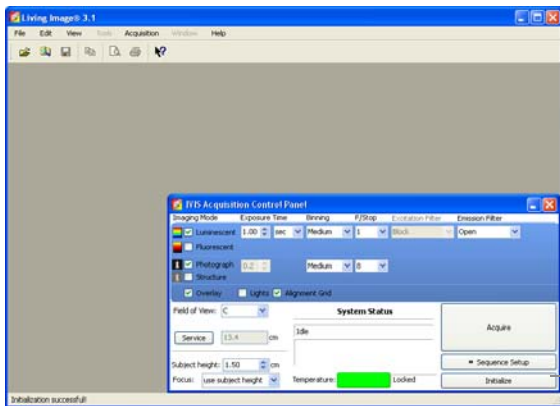 Living Image® 3.1
File Edit View Tools Acquisition Window Help
IVIS Acquisition Control Panel
Imaging Mode Exposure Time Binning F/Stop Excitation Filter Emission Filter
Luminescent 1.00 sec Medium 1 Block Open
Fluorescent
Photograph 0.2 Medium 8
Structure
Overlay Lights Alignment Grid
Field of View: C System Status
Service 13.4 cm Idle Acquire
Subject height: 1.50 cm Sequence Setup
Focus: use subject height Temperature: Locked Initialize
Initialization successful!